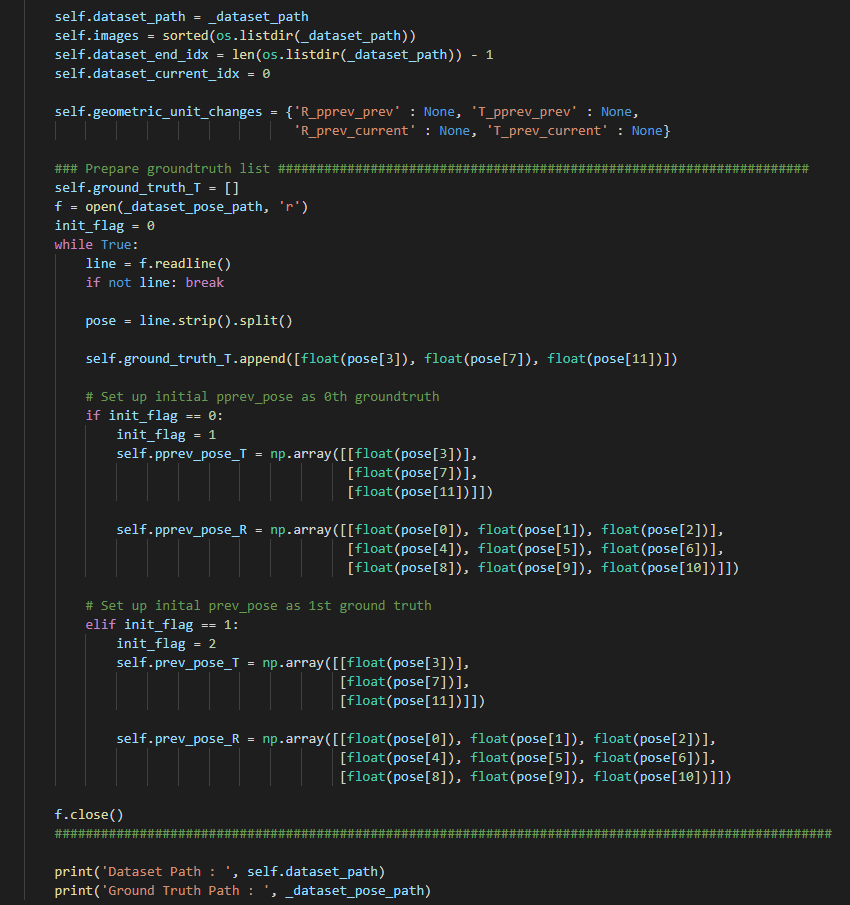 self.dataset_path = _dataset_path
self.images = sorted(os.listdir(_dataset_path))
self.dataset_end_idx = len(os.listdir(_dataset_path)) - 1
self.dataset_current_idx = 0
self.geometric_unit_changes = {'R_pprev_prev' : None, 'T_pprev_prev' : None,
'R_prev_current' : None, 'T_prev_current' : None}
### Prepare groundtruth list #####################################################################
self.ground_truth_T = []
f = open(_dataset_pose_path, 'r')
init_flag = 0
while True:
line = f.readline()
if not line: break
pose = line.strip().split()
self.ground_truth_T.append([float(pose[3]), float(pose[7]), float(pose[11])])
# Set up initial pprev_pose as 0th groundtruth
if init_flag == 0:
init_flag = 1
self.pprev_pose_T = np.array([[float(pose[3])],
[float(pose[7])],
[float(pose[11])]])
self.pprev_pose_R = np.array([[float(pose[0]), float(pose[1]), float(pose[2])],
[float(pose[4]), float(pose[5]), float(pose[6])],
[float(pose[8]), float(pose[9]), float(pose[10])]])
# Set up inital prev_pose as 1st ground truth
elif init_flag == 1:
init_flag = 2
self.prev_pose_T = np.array([[float(pose[3])],
[float(pose[7])],
[float(pose[11])]])
self.prev_pose_R = np.array([[float(pose[0]), float(pose[1]), float(pose[2])],
[float(pose[4]), float(pose[5]), float(pose[6])],
[float(pose[8]), float(pose[9]), float(pose[10])]])
f.close()
#####################################################################################################
print('Dataset Path : ', self.dataset_path)
print('Ground Truth Path : ', _dataset_pose_path)